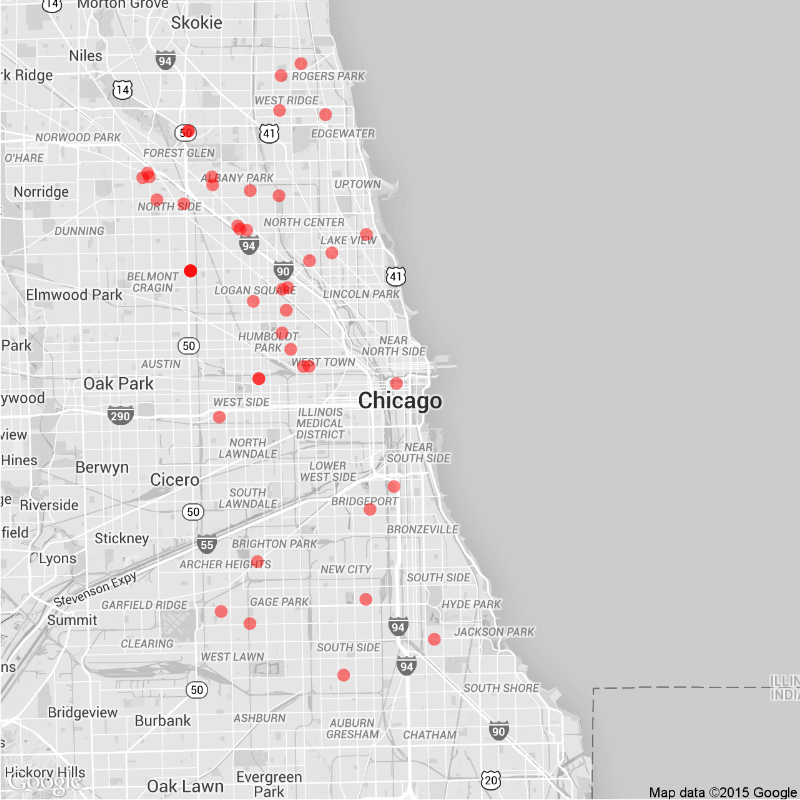 14
Morton Grove
Skokie
Niles
94
rk Ridge
ROGERS PARK
14
WEST RIDGE
50
41
EDGEWATER
NORWOOD PARK
O'HARE
FOREST GLEN
ALBANY PARK
UPTOWN
Norridge
NORTH SIDE
NORTH CENTER
DUNNING
94
LAKE VIEW
90
41
BELMONT
CRAGIN
LOGAN SQUARE
LINCOLN PARK
Elmwood Park
HUMBOLDT
PARK
NEAR
NORTH SIDE
Park
50
AUSTIN
WEST TOWN
Oak Park
ywood
WEST SIDE
Chicago
290
ILLINOIS
MEDICAL
DISTRICT
view
NORTH
LAWNDALE
NEAR
SOUTH SIDE
Hines
Berwyn
LOWER
WEST SIDE
Cicero
ge
Riverside
SOUTH
LAWNDALE
BRIDGEPORT
50
field
Stickney
BRONZEVILLE
55
BRIGHTON PARK
Lyons
ARCHER HEIGHTS
NEW CITY
SOUTH SIDE
Stevenson Expy
GARFIELD RIDGE
GAGE PARK
HYDE PARK
Summit
94
JACKSON PARK
CLEARING
SOUTH SIDE
WEST LAWN
94
ns
50
SOUTH SHORE
ILLIN
INDIA
Bridgeview
Burbank
ASHBURN
AUBURN
GRESHAM
CHATHAM
90
s
Hickory Hills
Google
Oak Lawn
Evergreen
Park
20
Map data ©2015 Google